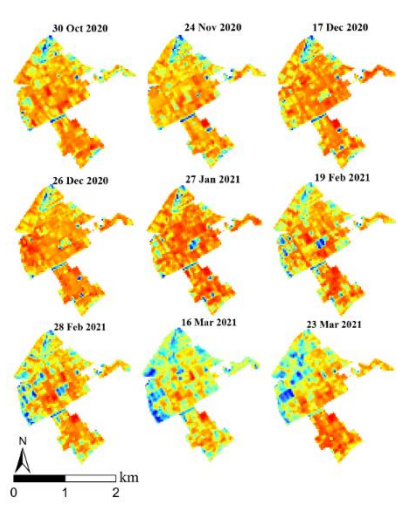 30 Oct 2020
24 Nov 2020
17 Dec 2020
26 Dec 2020
27 Jan 2021
19 Feb 2021
28 Feb 2021
16 Mar 2021
23 Mar 2021
N
km
0 1 2